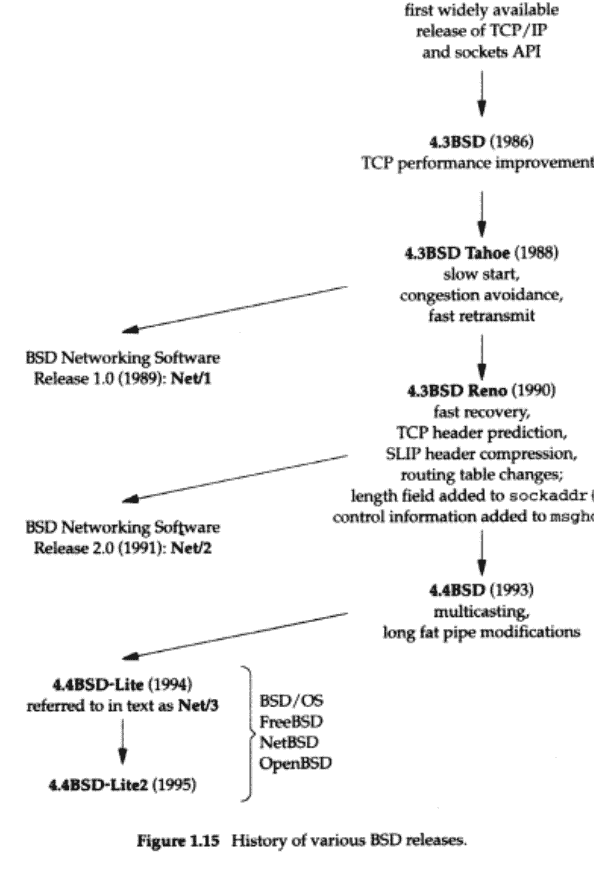 first widely available
release of TCP/IP
and sockets API
4.3BSD (1986)
TCP performance improvement
4.3BSD Tahoe (1988)
slow start,
congestion avoidance,
fast retransmit
BSD Networking Software
Release 1.0 (1989): Net/1
4.3BSD Reno (1990)
fast recovery,
TCP header prediction,
SLIP header compression,
routing table changes;
length field added to sockaddr{
control information added to
BSD Networking Software
Release 2.0 (1991): Net/2
4.4BSD (1993)
multicasting,
long fat pipe modifications
4.4BSD-Lite (1994)
referred to in text as Net/3
4.4BSD-Lite2 (1995)
BSD/OS
FreeBSD
NetBSD
OpenBSD
Figure 1.15 History of various BSD releases.